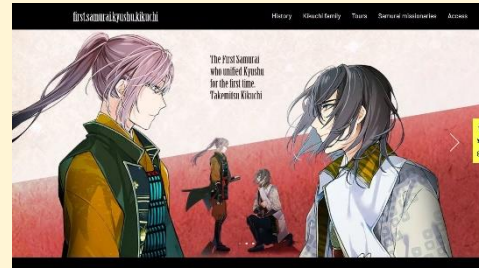 first.samurai.kyushu.kikuchi
History Kikuchi family Tours Samurai missionaries Access
The First Samurai
who unified Kyushu
for the first time.
Takemitsu Kikuchi